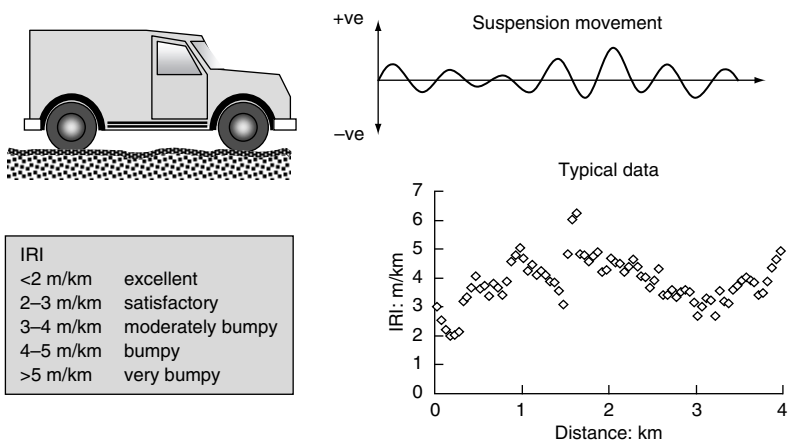 Suspension movement
+ve
–ve
IRI
<2 m/km excellent
2–3 m/km satisfactory
3–4 m/km moderately bumpy
4–5 m/km bumpy
>5 m/km very bumpy
Typical data
IRI: m/km
7
6
5
4
3
2
1
0
0 1 2 3 4
Distance: km